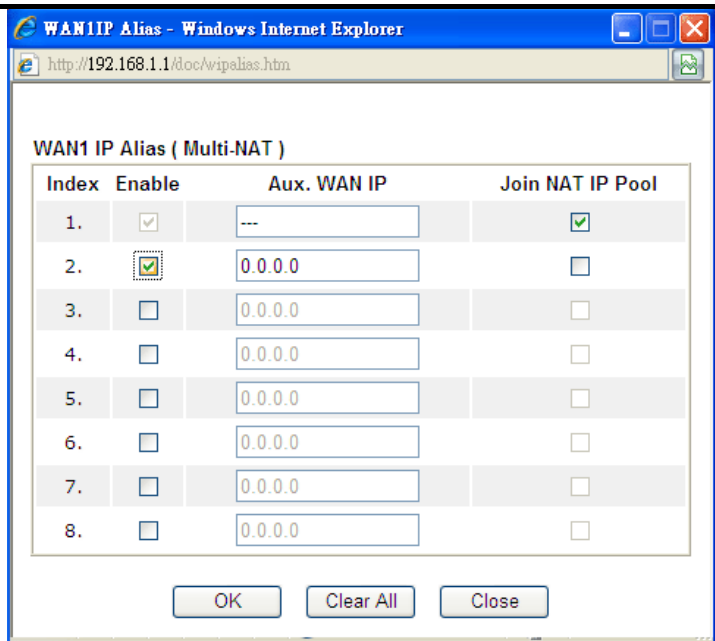 WAN1IP Alias - Windows Internet Explorer
http://192.168.1.1/doc/wipalias.htm
WAN1 IP Alias ( Multi-NAT )
Index Enable Aux. WAN IP Join NAT IP Pool
1. ---
2. 0.0.0.0
3. 0.0.0.0
4. 0.0.0.0
5. 0.0.0.0
6. 0.0.0.0
7. 0.0.0.0
8. 0.0.0.0
OK Clear All Close